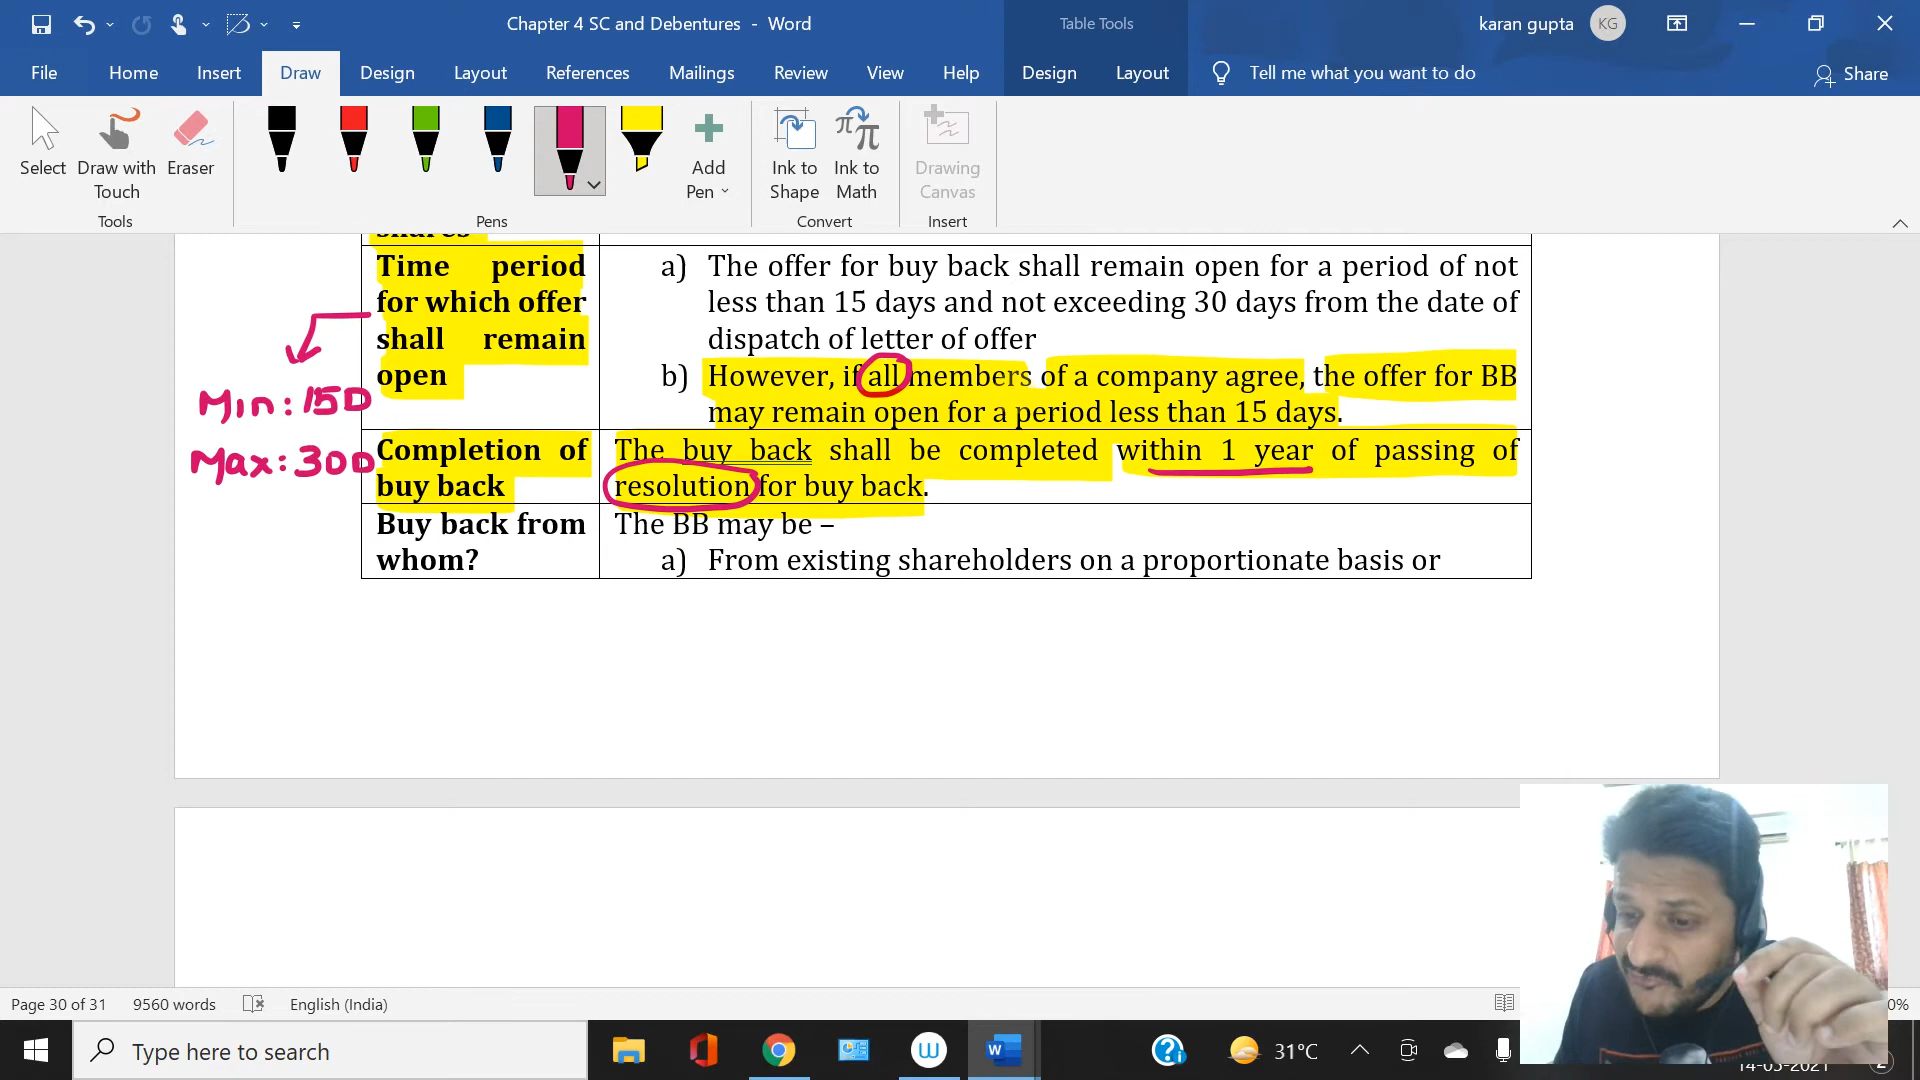 Chapter 4 SC and Debentures - Word
Table Tools
karan gupta
KG
File
Home
Insert
Draw
Design
Layout
References
Mailings
Review
View
Help
Design
Layout
Tell me what you want to do
Share
Select
Draw with
Touch
Eraser
Add
Pen
Ink to
Shape
Ink to
Math
Drawing
Canvas
Tools
Pens
Convert
Insert
shares
Time period
for which offer
shall remain
open
a) The offer for buy back shall remain open for a period of not
less than 15 days and not exceeding 30 days from the date of
dispatch of letter of offer
b) However, if all members of a company agree, the offer for BB
may remain open for a period less than 15 days.
Min: 15D
Max: 30D
Completion of
buy back
The buy back shall be completed within 1 year of passing of
resolution for buy back.
Buy back from
whom?
The BB may be –
a) From existing shareholders on a proportionate basis or
Page 30 of 31
9560 words
English (India)
0%
Type here to search
31°C
14-05-2021
2